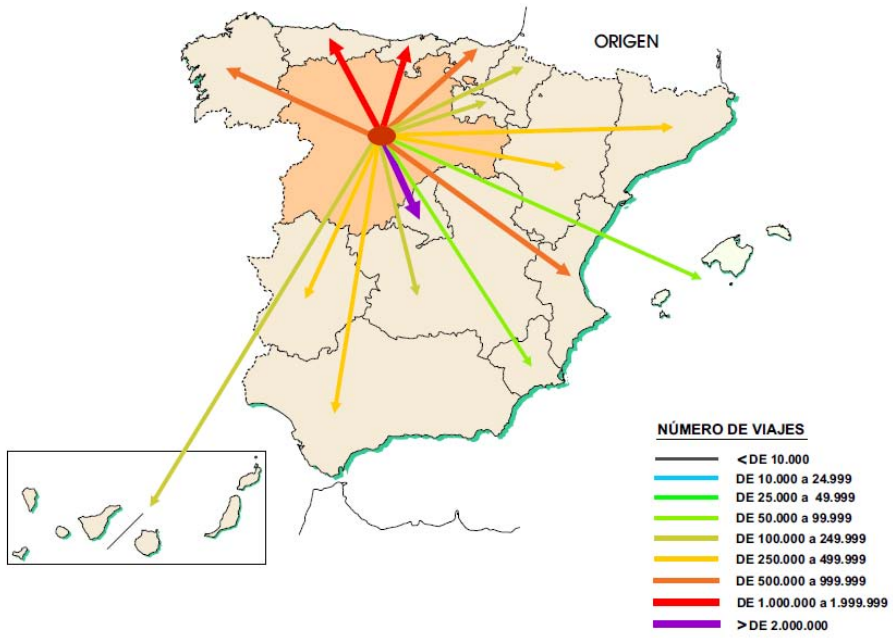 ORIGEN
NÚMERO DE VIAJES
<DE 10.000
DE 10.000 a 24.999
DE 25.000 a 49.999
DE 50.000 a 99.999
DE 100.000 a 249.999
DE 250.000 a 499.999
DE 500.000 a 999.999
DE 1.000.000 a 1.999.999
>DE 2.000.000